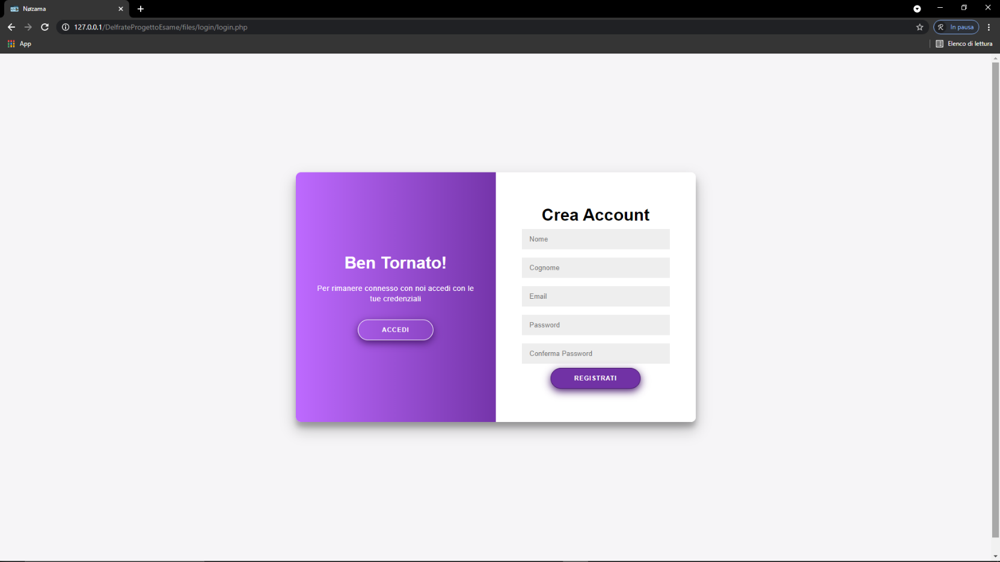 Nøzama
127.0.0.1/DelfrateProgettoEsame/files/login/login.php
In pausa
App
Elenco di lettura
Ben Tornato!
Per rimanere connesso con noi accedi con le
tue credenziali
ACCEDI
Crea Account
Nome
Cognome
Email
Password
Conferma Password
REGISTRATI